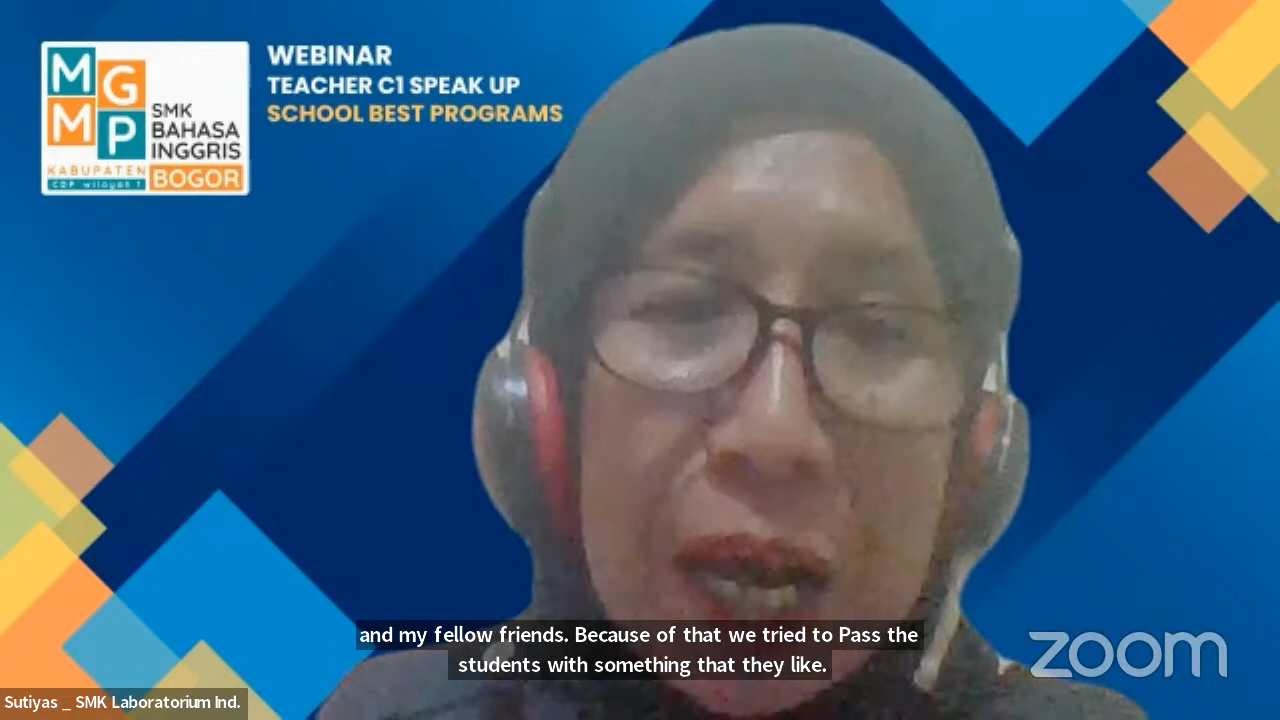 WEBINAR
TEACHER C1 SPEAK UP
SCHOOL BEST PROGRAMS
M G
M P
SMK
BAHASA
INGGRIS
KABUPATEN
CDP wilayah 1
BOGOR
and my fellow friends. Because of that we tried to Pass the
students with something that they like.
zoom
Sutiyas _ SMK Laboratorium Ind.